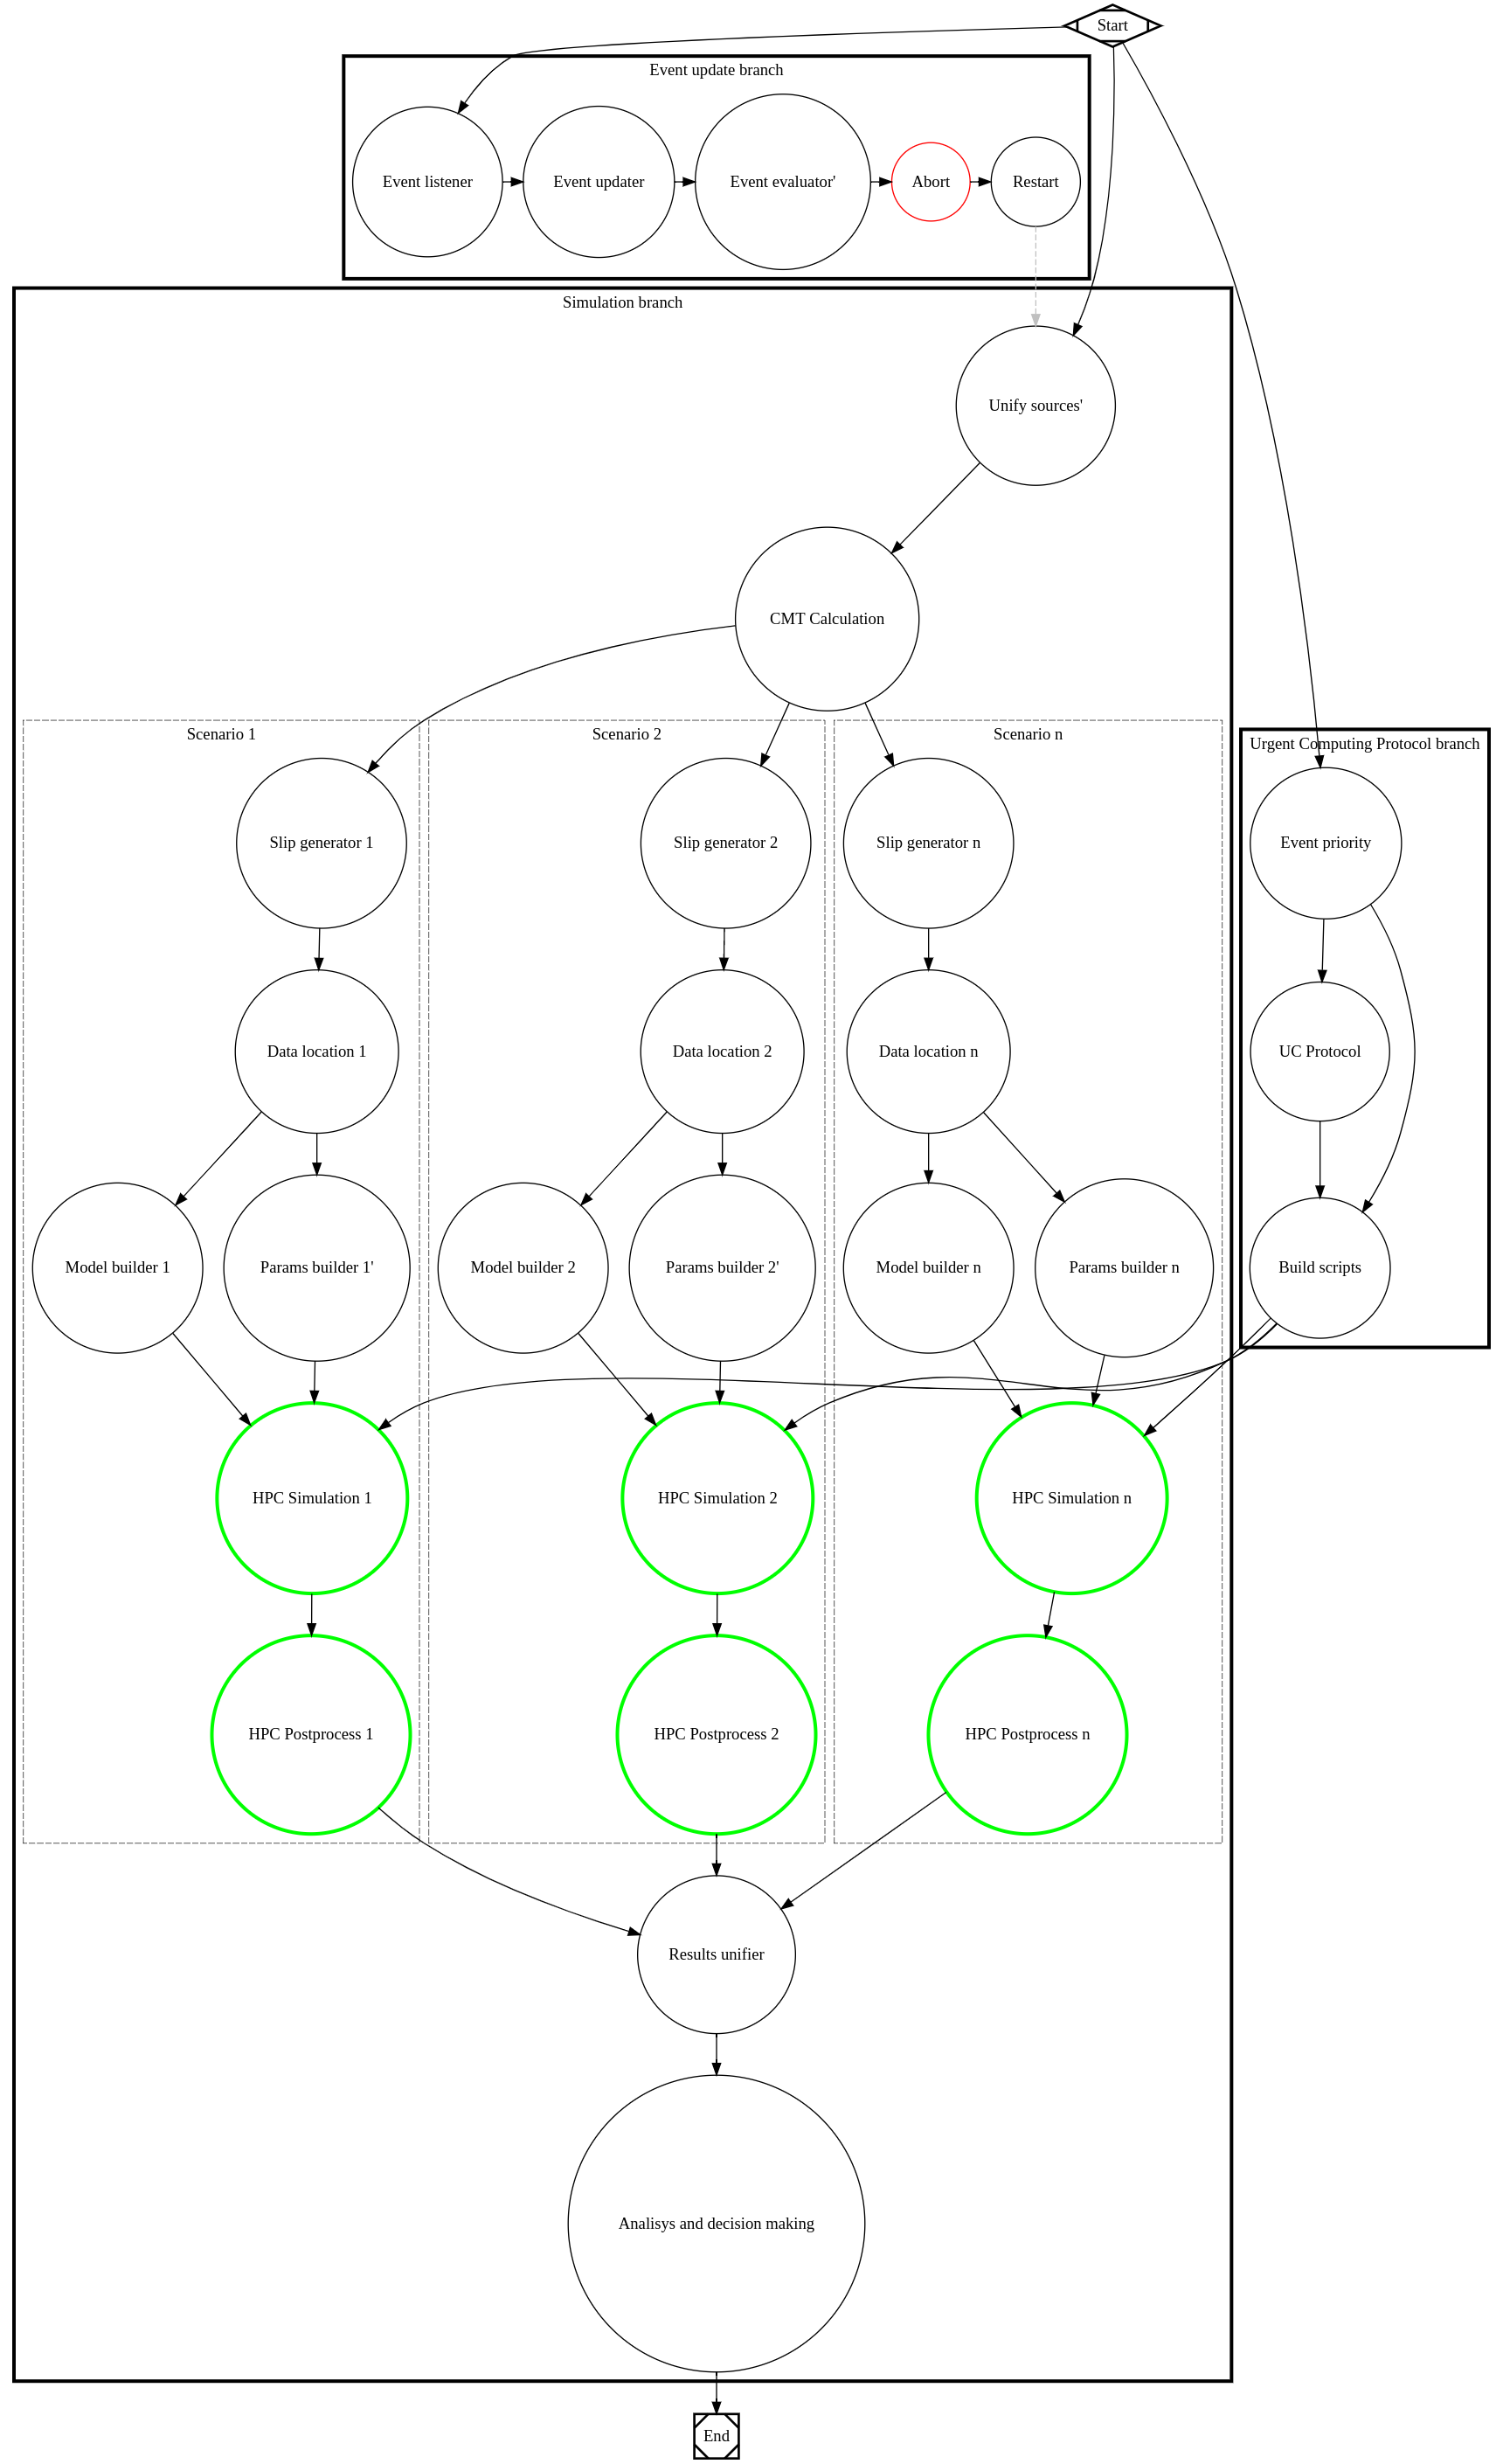 Start
Event update branch
Event listener
Event updater
Event evaluator'
Abort
Restart
Simulation branch
Unify sources'
CMT Calculation
Scenario 1
Scenario 2
Scenario n
Urgent Computing Protocol branch
Slip generator 1
Slip generator 2
Slip generator n
Event priority
Data location 1
Data location 2
Data location n
UC Protocol
Model builder 1
Params builder 1'
Model builder 2
Params builder 2'
Model builder n
Params builder n
Build scripts
HPC Simulation 1
HPC Simulation 2
HPC Simulation n
HPC Postprocess 1
HPC Postprocess 2
HPC Postprocess n
Results unifier
Analisys and decision making
End